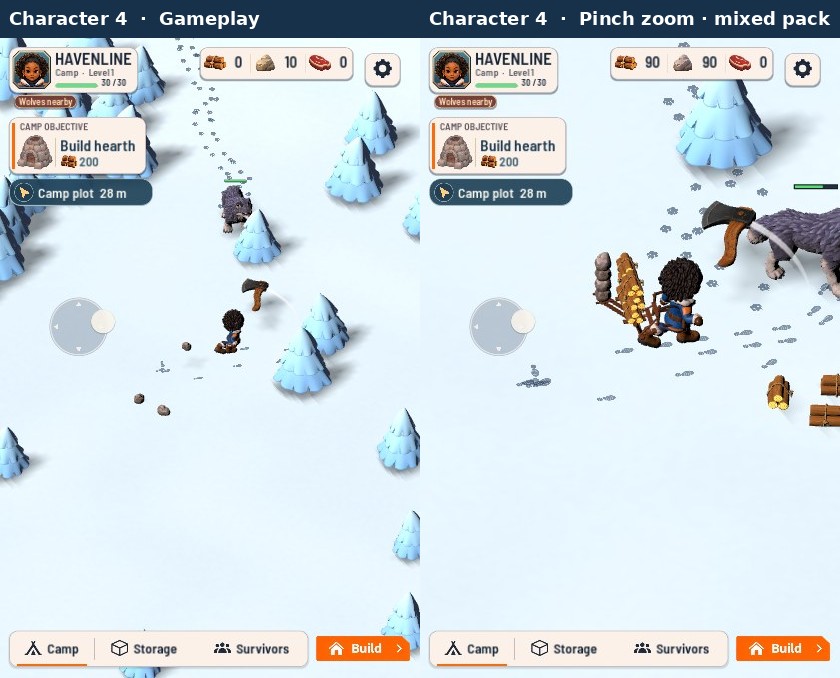 Character 4 · Gameplay
HAVENLINE
Camp · Level 1
30/30
0 10 0
Wolves nearby
CAMP OBJECTIVE
Build hearth
200
Camp plot 28 m
Camp
Storage
Survivors
Build
Character 4 · Pinch zoom · mixed pack
HAVENLINE
Camp · Level 1
30/30
90 90 0
Wolves nearby
CAMP OBJECTIVE
Build hearth
200
Camp plot 28 m
Camp
Storage
Survivors
Build